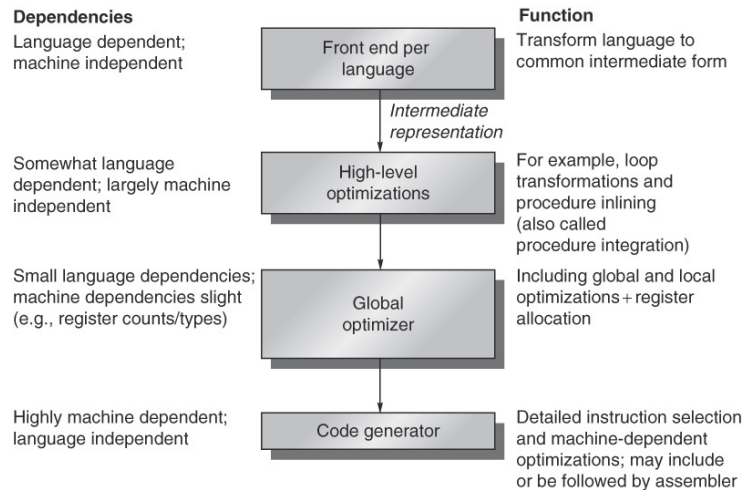 Dependencies
Function
Language dependent;
machine independent
Front end per
language
Transform language to
common intermediate form
Intermediate
representation
Somewhat language
dependent; largely machine
independent
High-level
optimizations
For example, loop
transformations and
procedure inlining
(also called
procedure integration)
Small language dependencies;
machine dependencies slight
(e.g., register counts/types)
Global
optimizer
Including global and local
optimizations + register
allocation
Highly machine dependent;
language independent
Code generator
Detailed instruction selection
and machine-dependent
optimizations; may include
or be followed by assembler